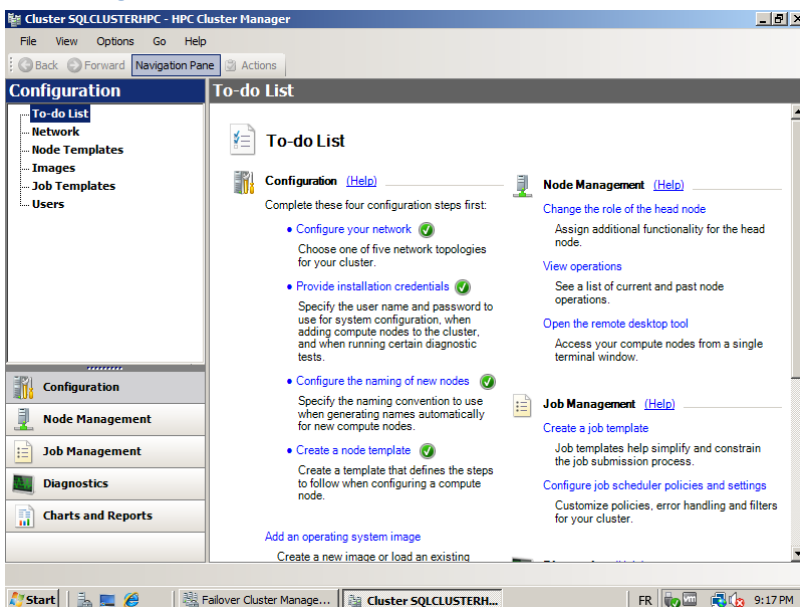 Cluster SQLCLUSTERHPC - HPC Cluster Manager
File View Options Go Help
Back Forward Navigation Pane Actions
Configuration
To-do List
Network
Node Templates
Images
Job Templates
Users
Configuration
Node Management
Job Management
Diagnostics
Charts and Reports
To-do List
To-do List
Configuration (Help)
Complete these four configuration steps first:
• Configure your network
Choose one of five network topologies
for your cluster.
• Provide installation credentials
Specify the user name and password to
use for system configuration, when
adding compute nodes to the cluster,
and when running certain diagnostic
tests.
• Configure the naming of new nodes
Specify the naming convention to use
when generating names automatically
for new compute nodes.
• Create a node template
Create a template that defines the steps
to follow when configuring a compute
node.
Add an operating system image
Create a new image or load an existing
Node Management (Help)
Change the role of the head node
Assign additional functionality for the head
node.
View operations
See a list of current and past node
operations.
Open the remote desktop tool
Access your compute nodes from a single
terminal window.
Job Management (Help)
Create a job template
Job templates help simplify and constrain
the job submission process.
Configure job scheduler policies and settings
Customize policies, error handling and filters
for your cluster.
Start Failover Cluster Manage... Cluster SQLCLUSTERH... FR 9:17 PM